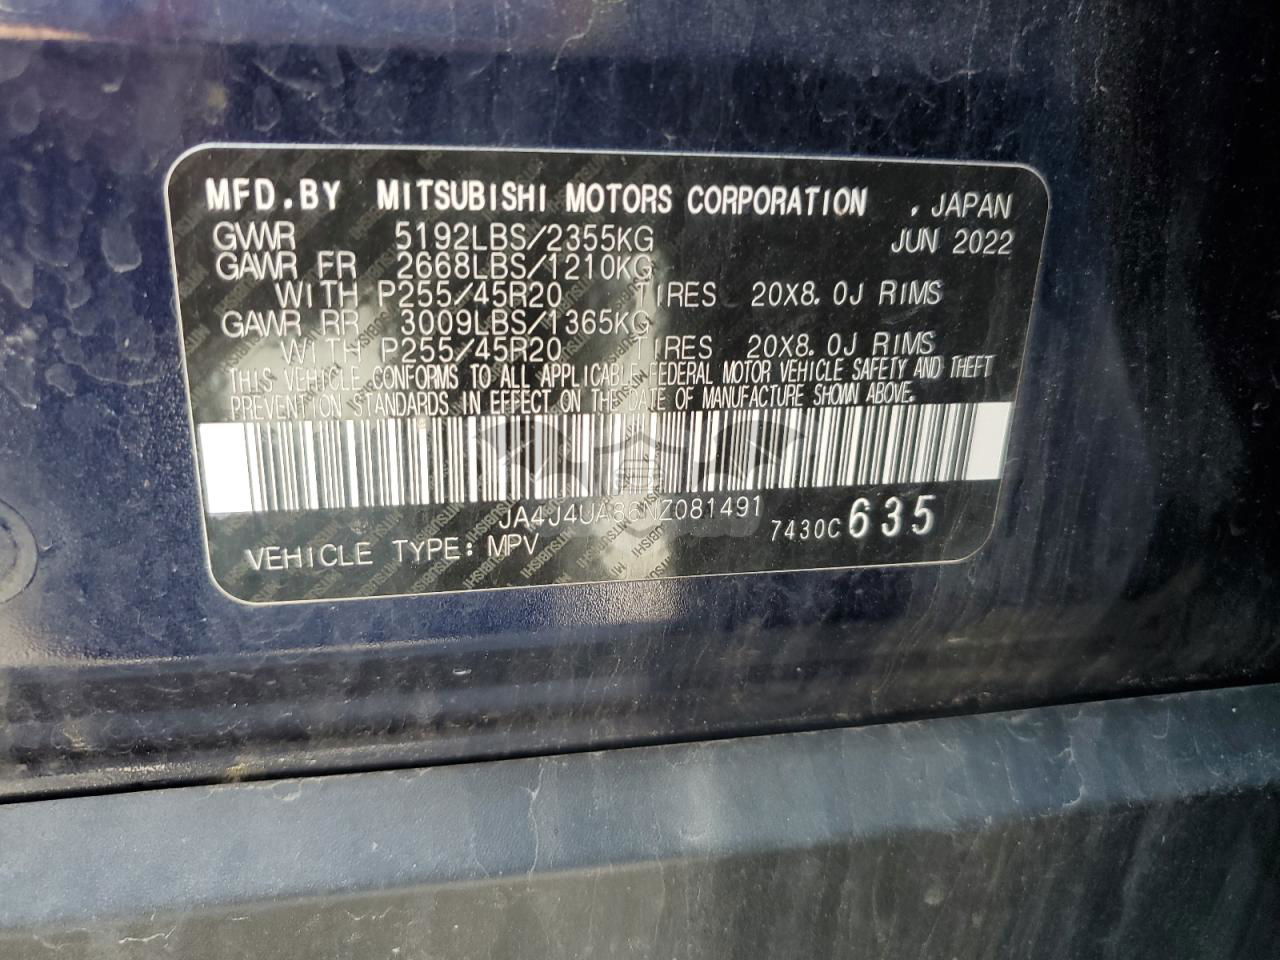 MFD.BY MITSUBISHI MOTORS CORPORATION , JAPAN
GVWR 5192LBS/2355KG JUN 2022
GAWR FR 2668LBS/1210KG
WITH P255/45R20 TIRES 20X8.0J RIMS
GAWR RR 3009LBS/1365KG
WITH P255/45R20 TIRES 20X8.0J RIMS
THIS VEHICLE CONFORMS TO ALL APPLICABLE FEDERAL MOTOR VEHICLE SAFETY AND THEFT
PREVENTION STANDARDS IN EFFECT ON THE DATE OF MANUFACTURE SHOWN ABOVE.
JA4J4UA86NZ081491
7430C 635
VEHICLE TYPE: MPV